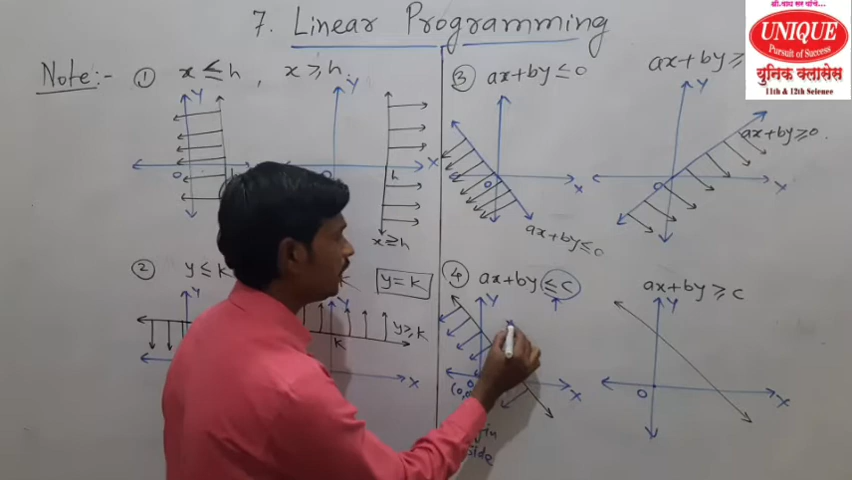 7. Linear Programming
श्री. पाथ्र सर यांचे...
UNIQUE
Pursuit of Success
युनिक क्लासेस
11th & 12th Science
Note:-
① x ≤ h , x ≥ h.
Y
O
h
Y
O
h
X
x ≥ h
② y ≤ k
y = k
Y
Y
y ≥ k
k
X
③ ax+by ≤ 0
Y
O
X
ax+by ≤ 0
ax+by ≥
Y
O
X
ax+by ≥ 0.
④ ax+by ≤ c
Y
O
X
ax+by ≥ c
Y
O
X